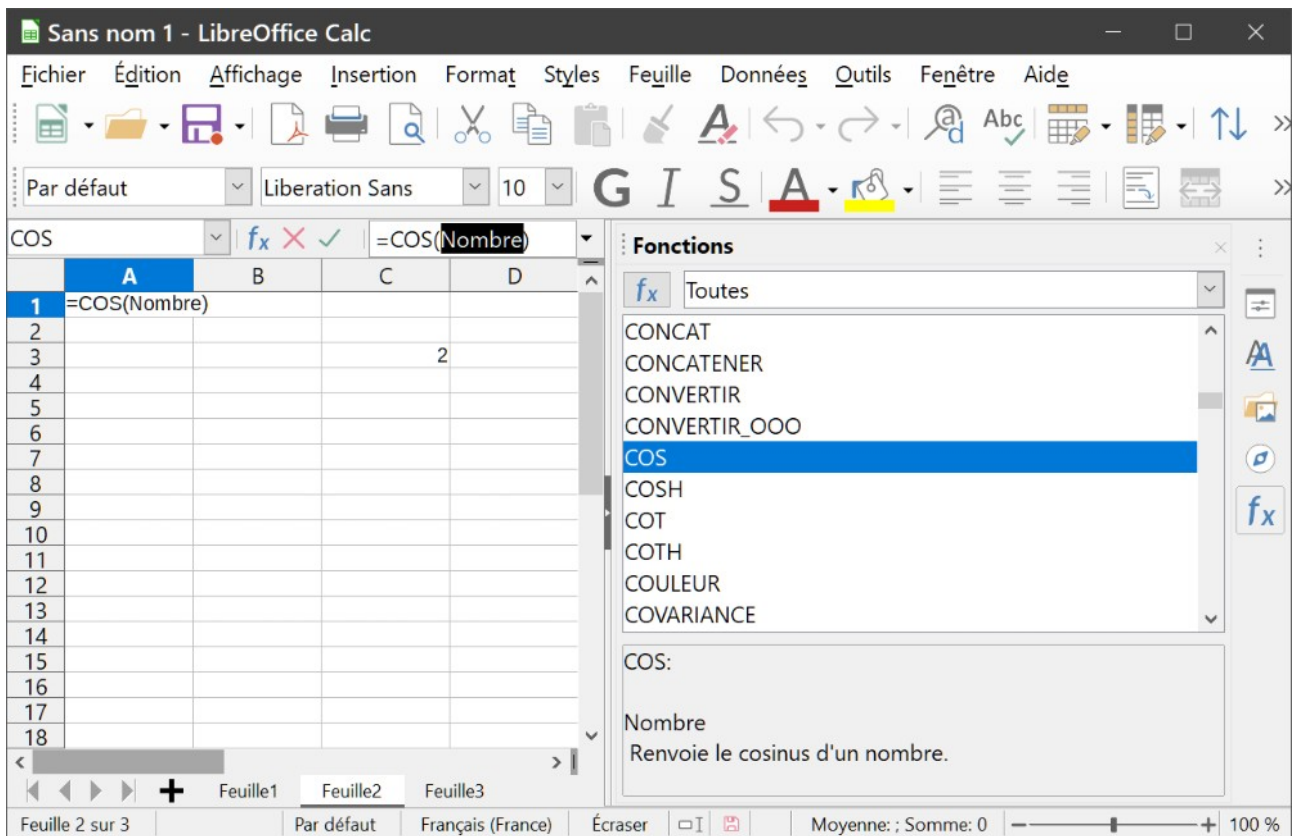 Sans nom 1 - LibreOffice Calc
Fichier Édition Affichage Insertion Format Styles Feuille Données Outils Fenêtre Aide
Abc
Par défaut Liberation Sans 10 G I S A
COS fx =COS(Nombre)
A B C D
1 =COS(Nombre)
2
3 2
4
5
6
7
8
9
10
11
12
13
14
15
16
17
18
Fonctions
fx Toutes
CONCAT
CONCATENER
CONVERTIR
CONVERTIR_OOO
COS
COSH
COT
COTH
COULEUR
COVARIANCE
COS:
Nombre
Renvoie le cosinus d'un nombre.
fx
Feuille1 Feuille2 Feuille3
Feuille 2 sur 3 Par défaut Français (France) Écraser Moyenne: ; Somme: 0 100 %